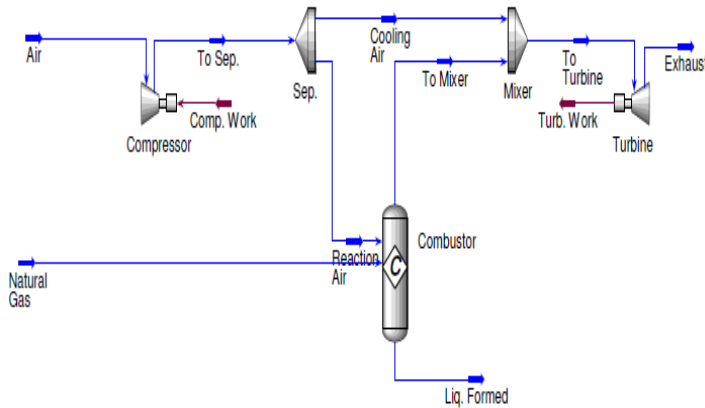 Air
To Sep.
Cooling
Air
To
Turbine
Exhaust
Sep.
To Mixer
Mixer
Comp. Work
Turb. Work
Compressor
Turbine
Combustor
C
Reaction
Air
Natural
Gas
Liq. Formed